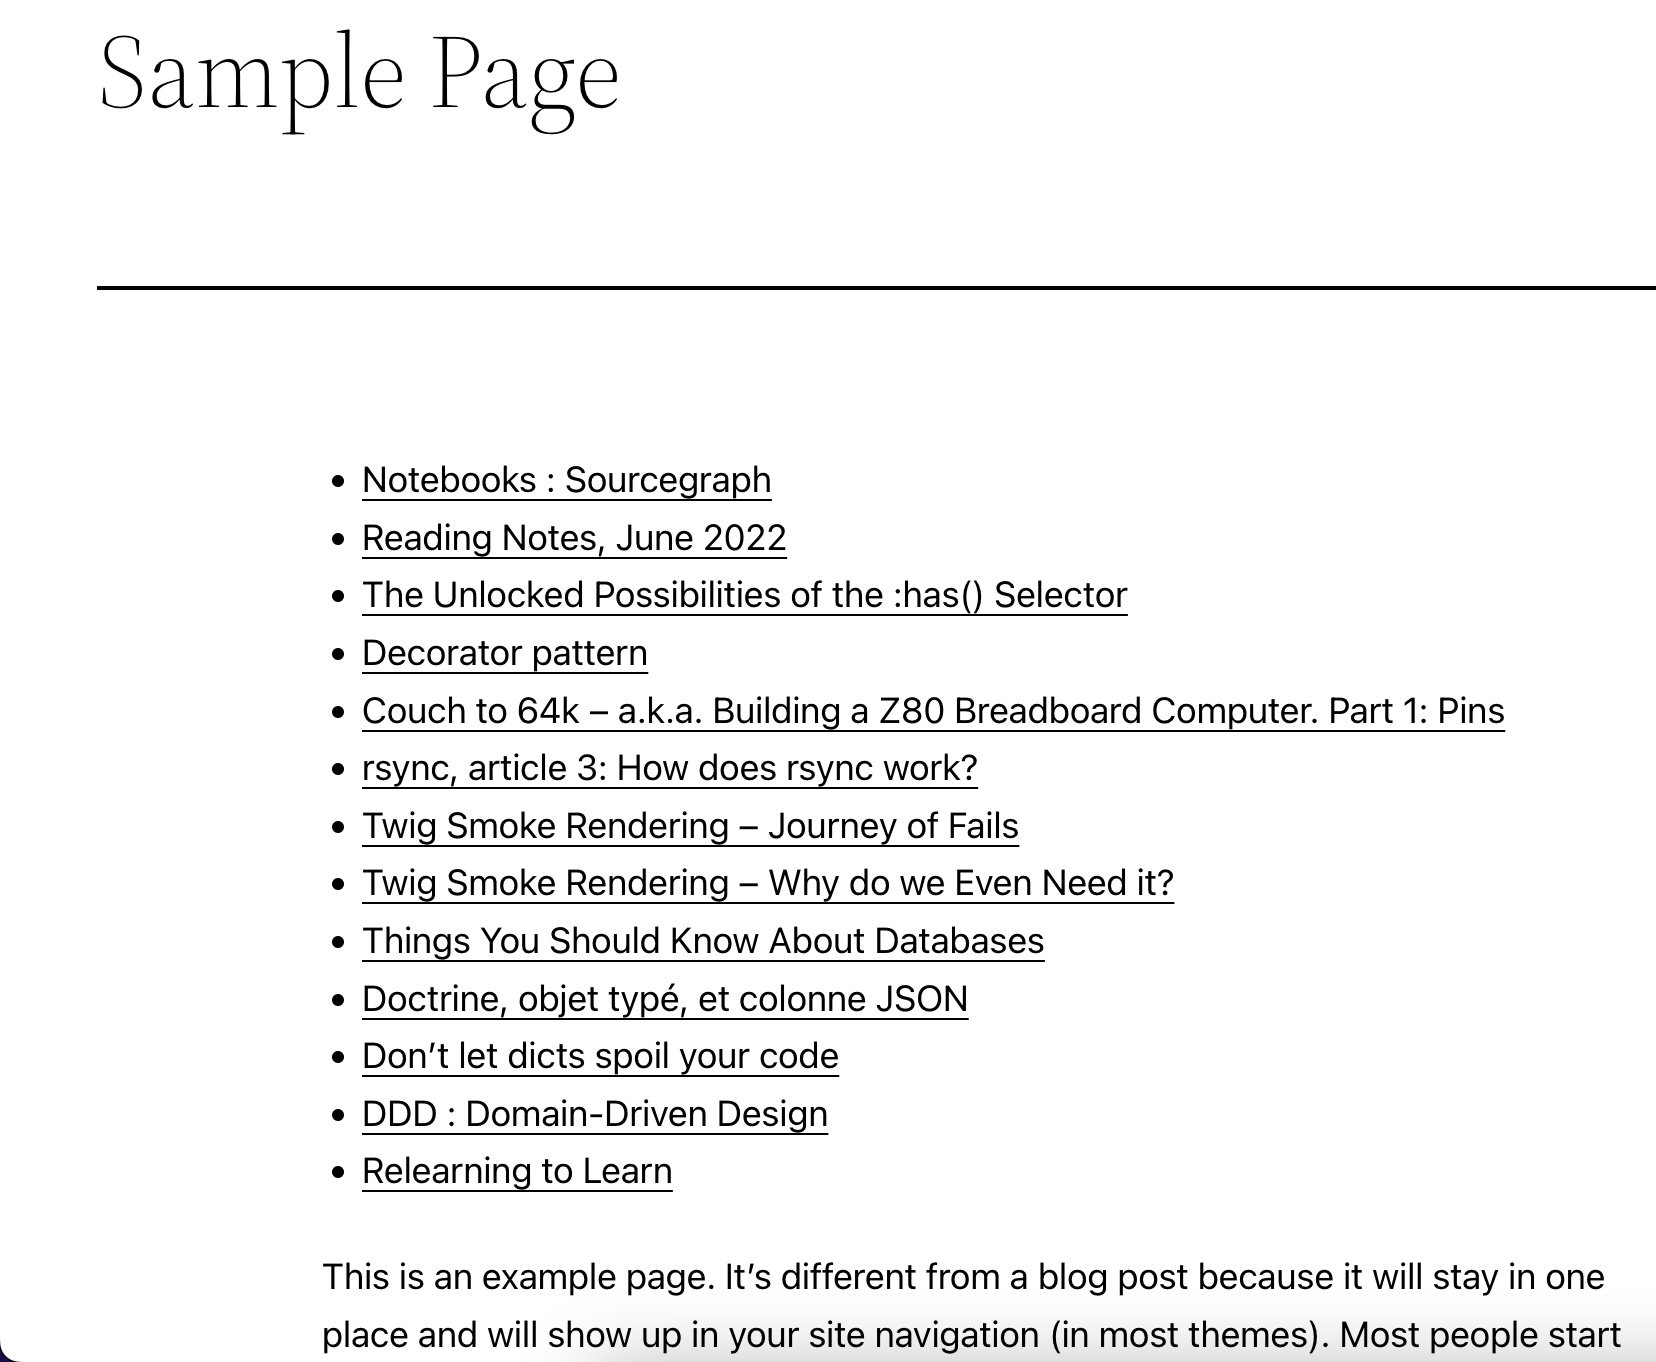 Sample Page
Notebooks : Sourcegraph
Reading Notes, June 2022
The Unlocked Possibilities of the :has() Selector
Decorator pattern
Couch to 64k – a.k.a. Building a Z80 Breadboard Computer. Part 1: Pins
rsync, article 3: How does rsync work?
Twig Smoke Rendering – Journey of Fails
Twig Smoke Rendering – Why do we Even Need it?
Things You Should Know About Databases
Doctrine, objet typé, et colonne JSON
Don’t let dicts spoil your code
DDD : Domain-Driven Design
Relearning to Learn
This is an example page. It’s different from a blog post because it will stay in one
place and will show up in your site navigation (in most themes). Most people start